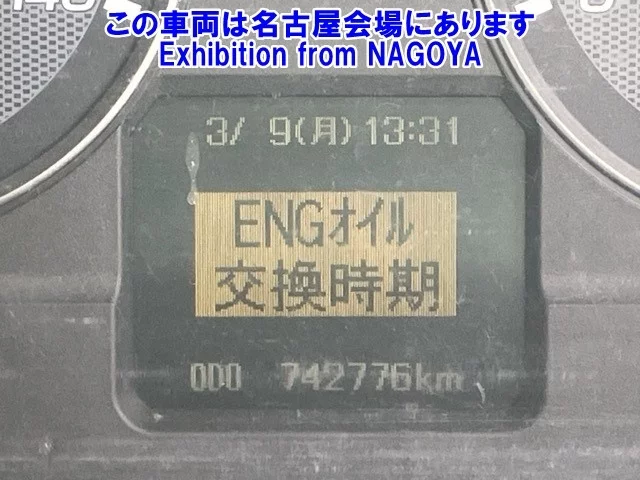 この車両は名古屋会場にあります
Exhibition from NAGOYA
140
3/ 9(月) 13:31
ENGオイル
交換時期
ODO 742776km